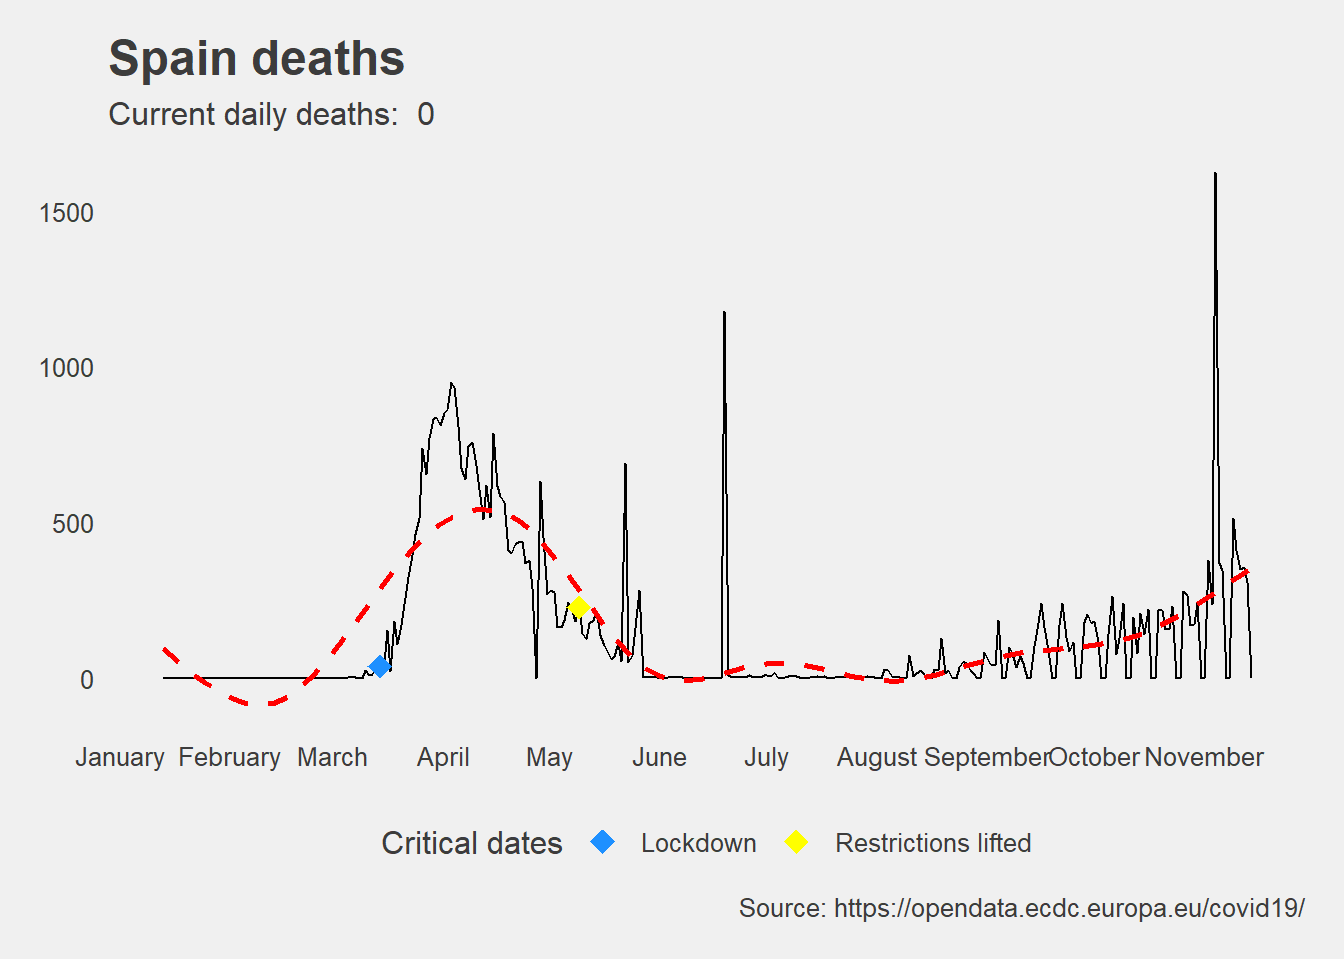 Spain deaths
Current daily deaths:  0
1500
1000
500
0
January February March April May June July August September October November
Critical dates Lockdown Restrictions lifted
Source: https://opendata.ecdc.europa.eu/covid19/